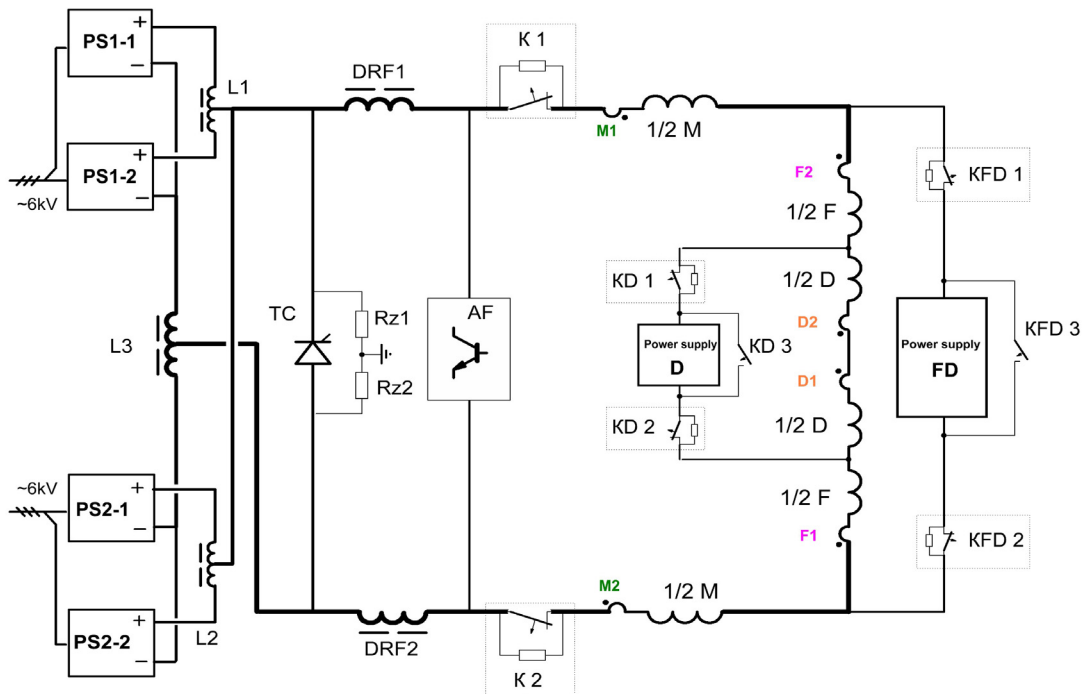 PS1-1
+
−
L1
DRF1
K 1
M1
1/2 M
PS1-2
+
−
~6kV
F2
1/2 F
KFD 1
KD 1
1/2 D
TC
Rz1
AF
D2
L3
Power supply
D
KD 3
Power supply
FD
KFD 3
Rz2
D1
KD 2
1/2 D
~6kV
PS2-1
+
−
1/2 F
F1
KFD 2
M2
1/2 M
PS2-2
+
−
L2
DRF2
K 2